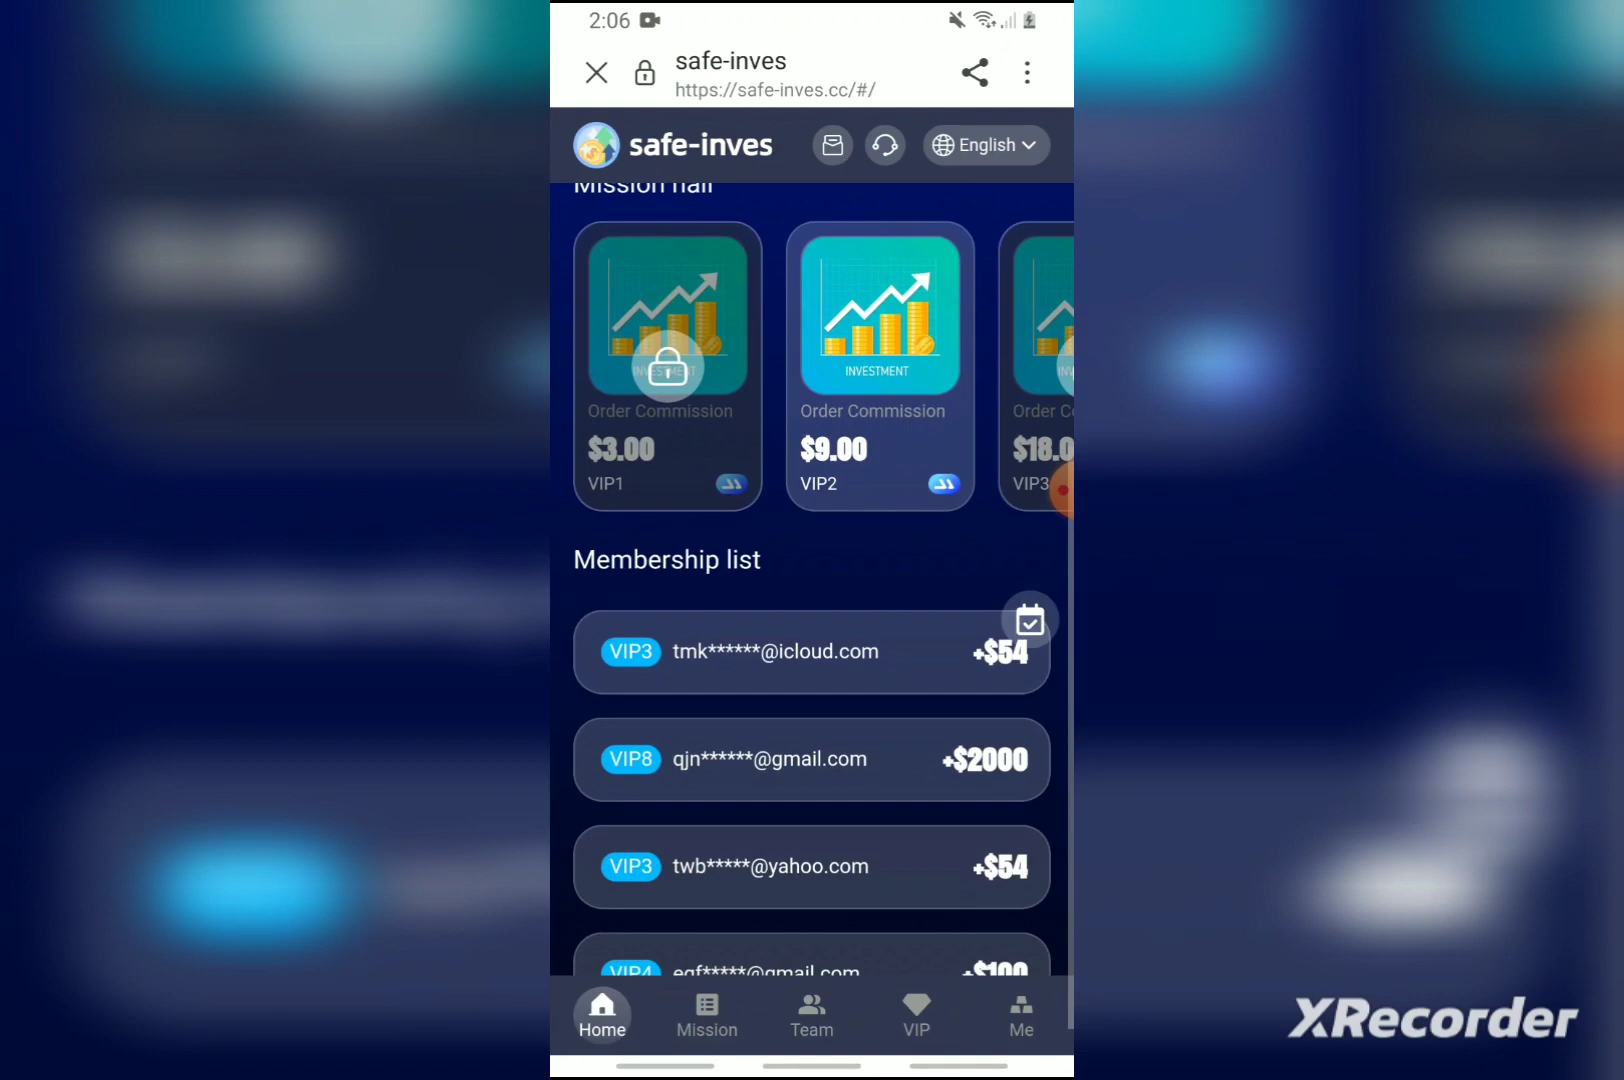 2:06
safe-inves
https://safe-inves.cc/#/
safe-inves
English
Mission hall
INVESTMENT
Order Commission
$3.00
VIP1
INVESTMENT
Order Commission
$9.00
VIP2
$18.0
VIP3
Membership list
VIP3 tmk******@icloud.com +$54
VIP8 qjn******@gmail.com +$2000
VIP3 twb*****@yahoo.com +$54
VIP4 eqf*****@gmail.com +$100
Home
Mission
Team
VIP
Me
XRecorder